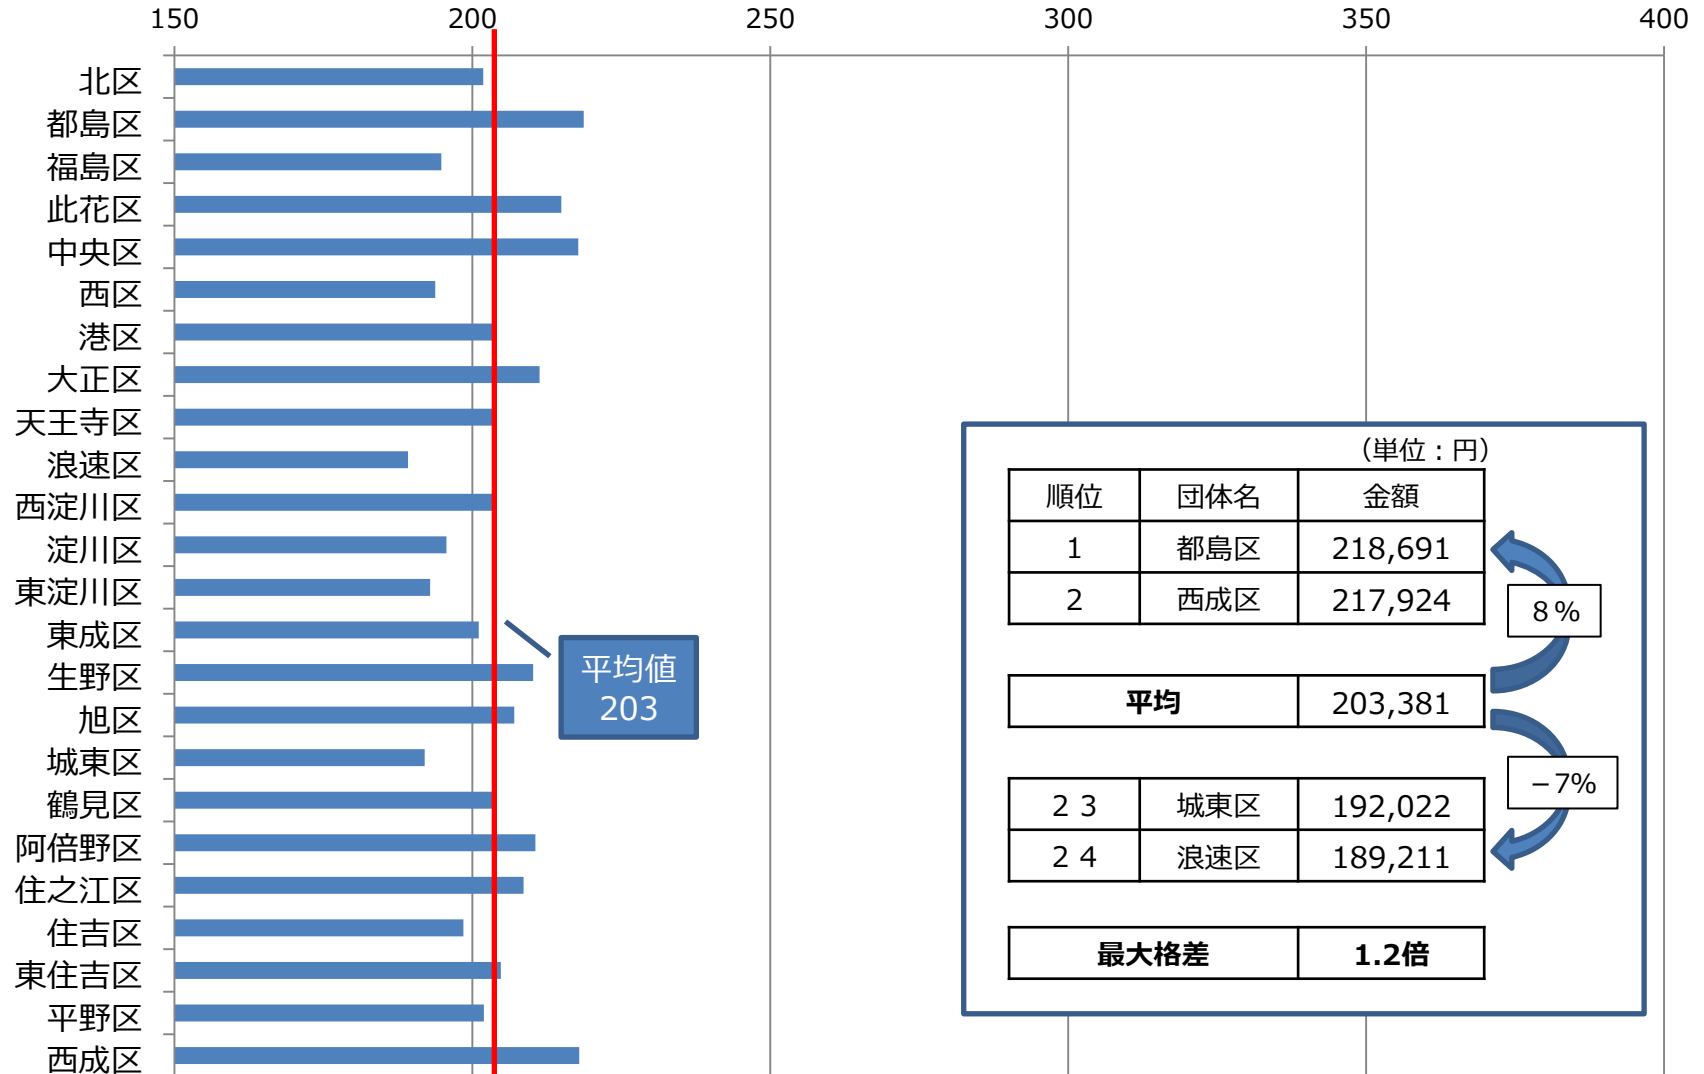 150 200 250 300 350 400
北区
都島区
福島区
此花区
中央区
西区
港区
大正区
天王寺区
浪速区
西淀川区
淀川区
東淀川区
東成区
生野区
旭区
城東区
鶴見区
阿倍野区
住之江区
住吉区
東住吉区
平野区
西成区
平均値
203
（単位：円）
順位 団体名 金額
1 都島区 218,691
2 西成区 217,924
8%
平均 203,381
－7%
２３ 城東区 192,022
２４ 浪速区 189,211
最大格差 1.2倍